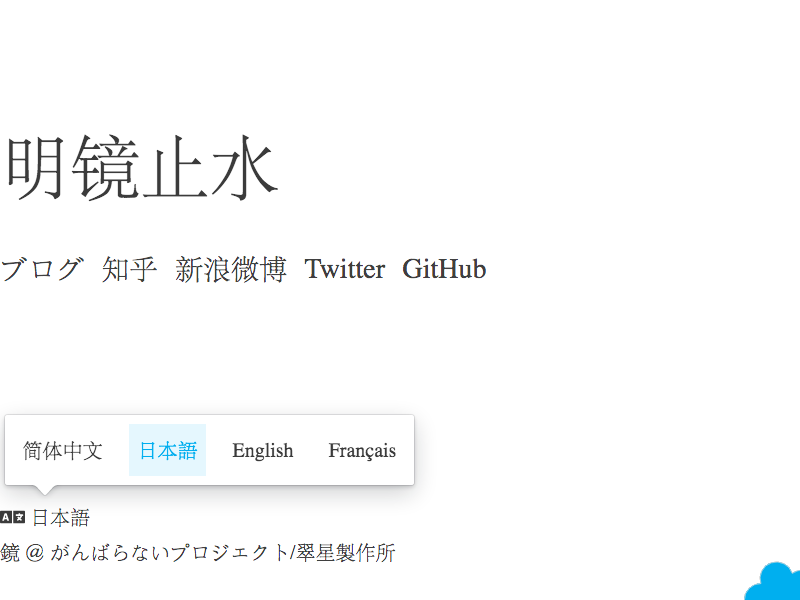 明镜止水
ブログ 知乎 新浪微博 Twitter GitHub
简体中文 日本語 English Français
日本語
鏡 @ がんばらないプロジェクト/翠星製作所